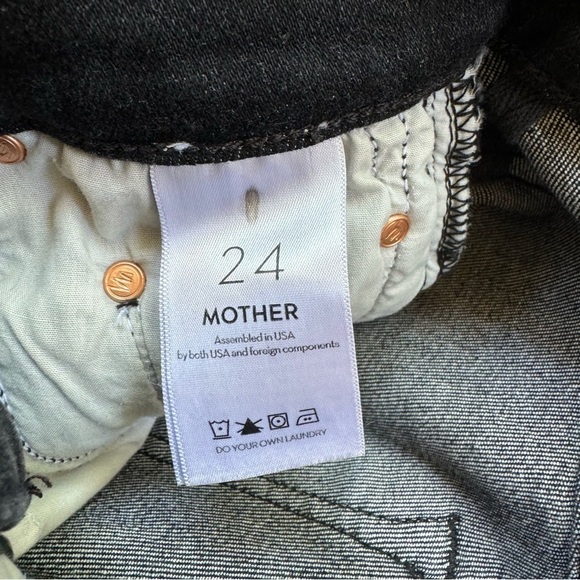 24
MOTHER
Assembled in USA
by both USA and foreign components
DO YOUR OWN LAUNDRY